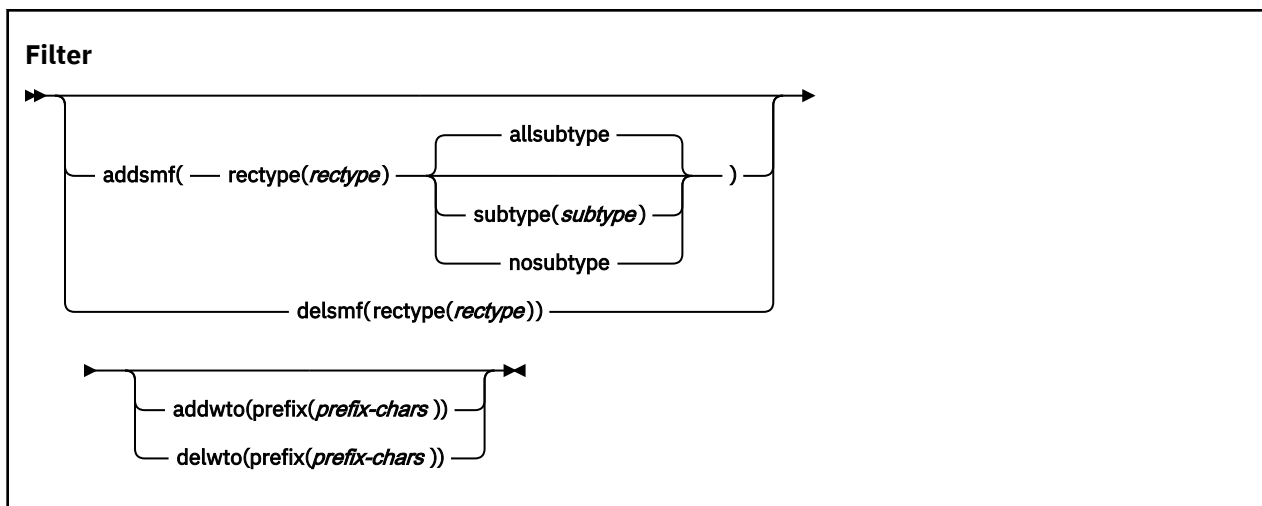 Filter
allsubtype
addsmf( rectype(rectype) )
subtype(subtype)
nosubtype
delsmf(rectype(rectype))
addwto(prefix(prefix-chars ))
delwto(prefix(prefix-chars ))